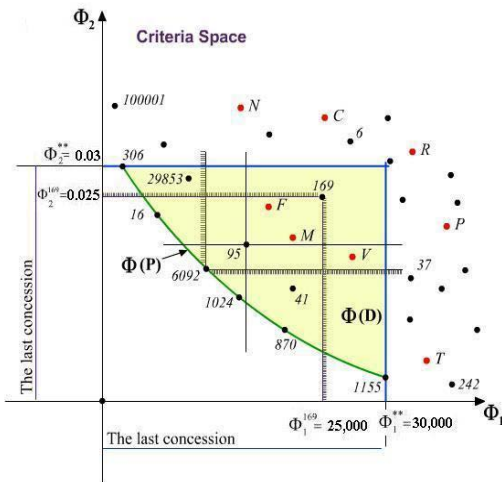 Φ₂
Criteria Space
100001
N
C
6
R
Φ₂**= 0.03
306
29853
169
Φ₂¹⁶⁹=0.025
16
F
P
M
95
V
Φ(P)
6092
37
41
1024
Φ(D)
870
T
1155
242
The last concession
Φ₁
Φ₁¹⁶⁹ = 25,000
Φ₁** = 30,000
The last concession